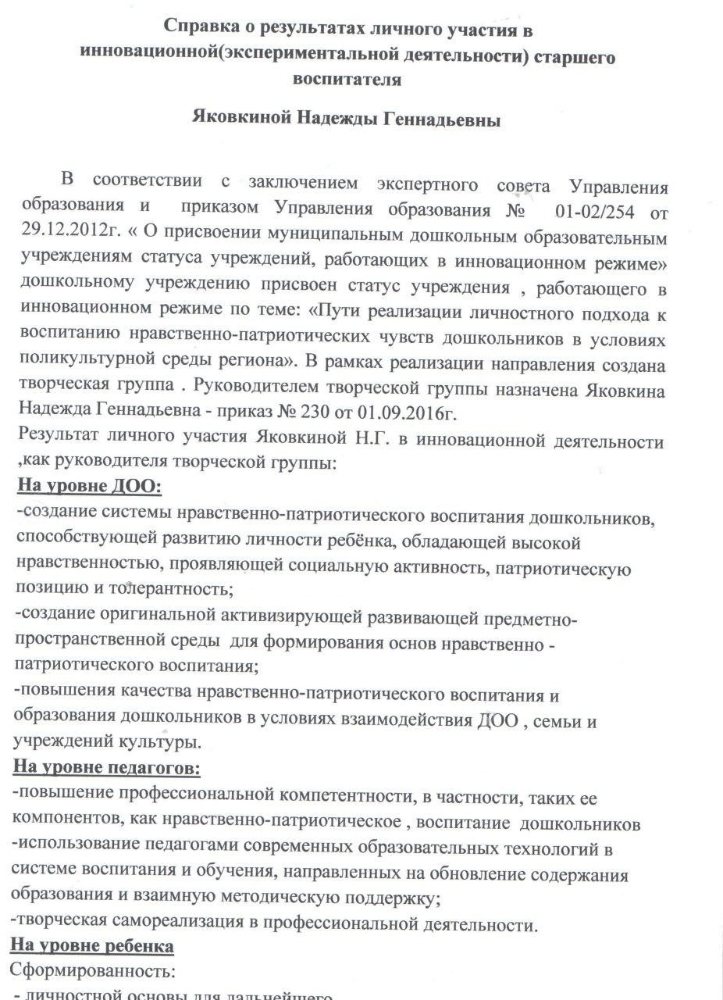 Справка о результатах личного участия в
инновационной(экспериментальной деятельности) старшего
воспитателя
Яковкиной Надежды Геннадьевны
В соответствии с заключением экспертного совета Управления
образования и приказом Управления образования № 01-02/254 от
29.12.2012г. « О присвоении муниципальным дошкольным образовательным
учреждениям статуса учреждений, работающих в инновационном режиме»
дошкольному учреждению присвоен статус учреждения , работающего в
инновационном режиме по теме: «Пути реализации личностного подхода к
воспитанию нравственно-патриотических чувств дошкольников в условиях
поликультурной среды региона». В рамках реализации направления создана
творческая группа . Руководителем творческой группы назначена Яковкина
Надежда Геннадьевна - приказ № 230 от 01.09.2016г.
Результат личного участия Яковкиной Н.Г. в инновационной деятельности
,как руководителя творческой группы:
На уровне ДОО:
-создание системы нравственно-патриотического воспитания дошкольников,
способствующей развитию личности ребёнка, обладающей высокой
нравственностью, проявляющей социальную активность, патриотическую
позицию и толерантность;
-создание оригинальной активизирующей развивающей предметно-
пространственной среды для формирования основ нравственно -
патриотического воспитания;
-повышения качества нравственно-патриотического воспитания и
образования дошкольников в условиях взаимодействия ДОО , семьи и
учреждений культуры.
На уровне педагогов:
-повышение профессиональной компетентности, в частности, таких ее
компонентов, как нравственно-патриотическое , воспитание дошкольников
-использование педагогами современных образовательных технологий в
системе воспитания и обучения, направленных на обновление содержания
образования и взаимную методическую поддержку;
-творческая самореализация в профессиональной деятельности.
На уровне ребенка
Сформированность:
- личностной основы для дальнейшего